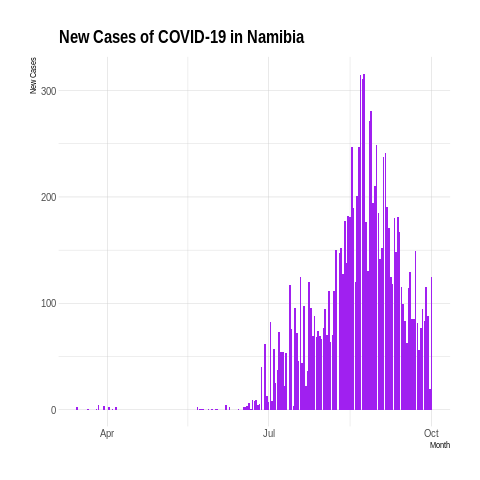 New Cases of COVID-19 in Namibia
New Cases
300
200
100
0
Apr Jul Oct
Month